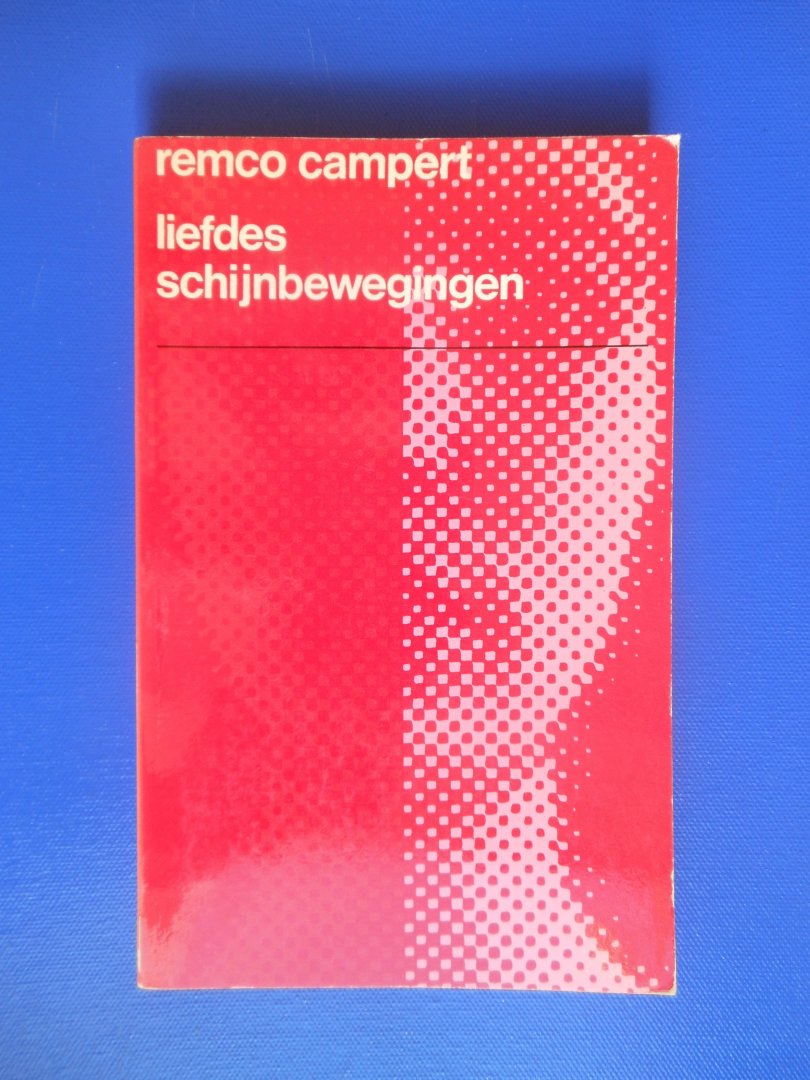 remco campert
liefdes
schijnbewegingen